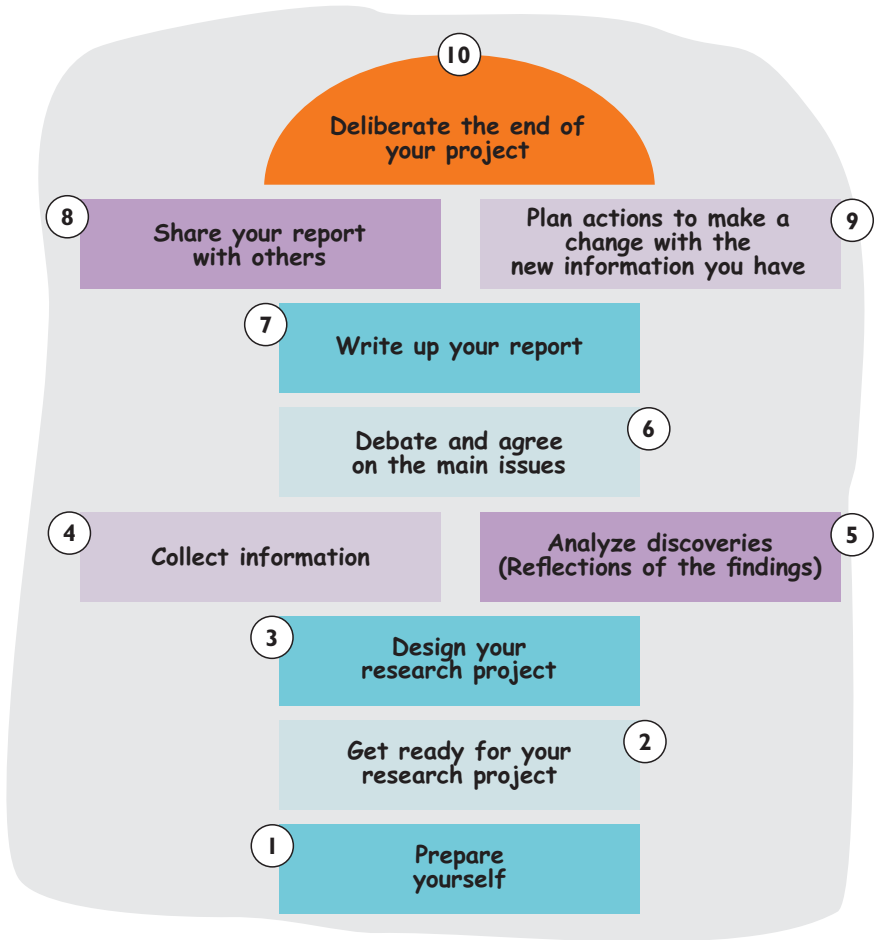 10
Deliberate the end of
your project
8
Share your report
with others
9
Plan actions to make a
change with the
new information you have
7
Write up your report
6
Debate and agree
on the main issues
4
Collect information
5
Analyze discoveries
(Reflections of the findings)
3
Design your
research project
2
Get ready for your
research project
1
Prepare
yourself